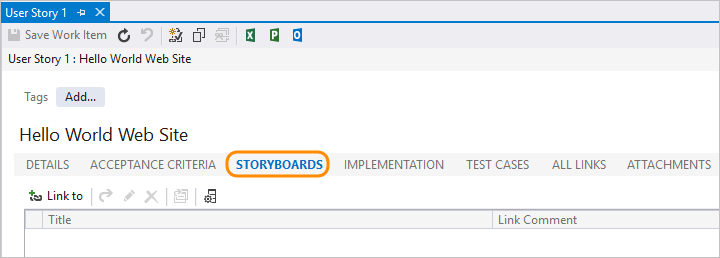 User Story 1
Save Work Item
User Story 1 : Hello World Web Site
Tags Add...
Hello World Web Site
DETAILS ACCEPTANCE CRITERIA STORYBOARDS IMPLEMENTATION TEST CASES ALL LINKS ATTACHMENTS
Link to
Title Link Comment